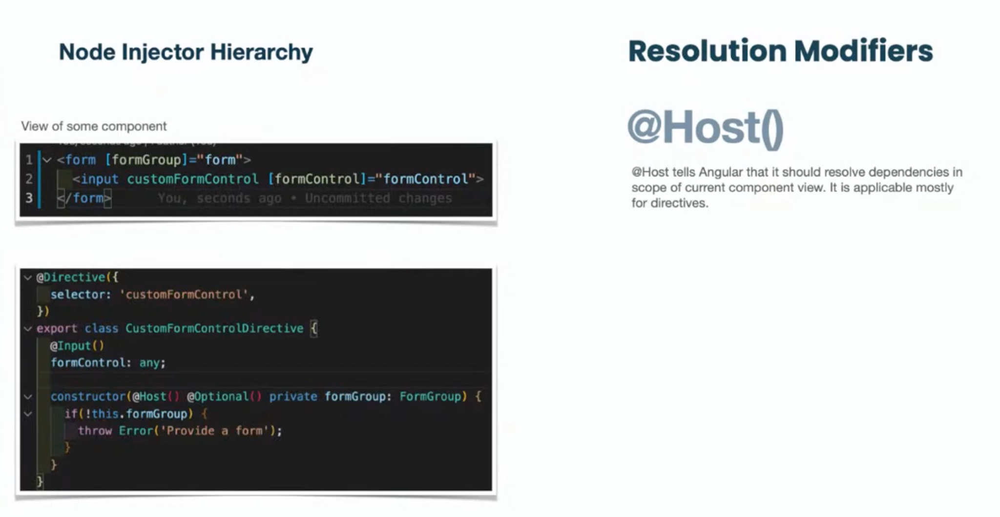 Node Injector Hierarchy
View of some component
1 <form [formGroup]="form">
2 <input customFormControl [formControl]="formControl">
3 </form> You, seconds ago • Uncommitted changes
@Directive({
selector: 'customFormControl',
})
export class CustomFormControlDirective {
@Input()
formControl: any;
constructor(@Host() @Optional() private formGroup: FormGroup) {
if(!this.formGroup) {
throw Error('Provide a form');
}
}
}
Resolution Modifiers
@Host()
@Host tells Angular that it should resolve dependencies in
scope of current component view. It is applicable mostly
for directives.